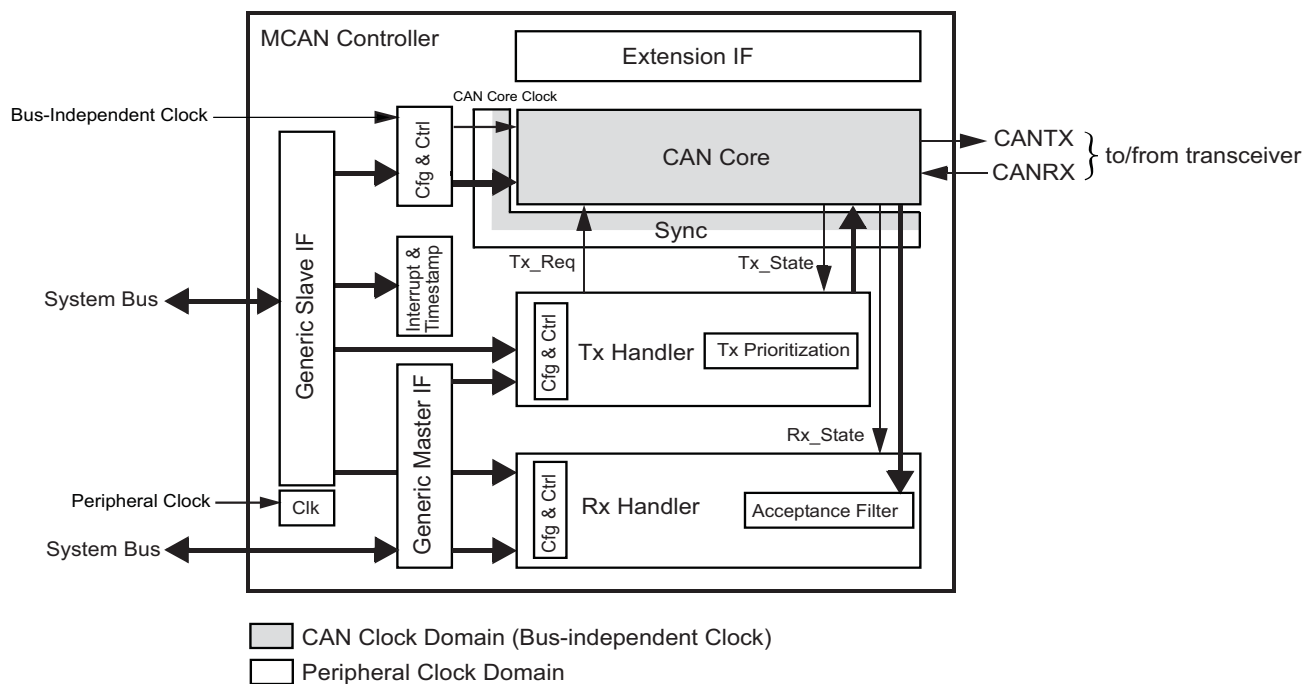 MCAN Controller
Extension IF
Bus-Independent Clock
CAN Core Clock
Cfg & Ctrl
CAN Core
CANTX
CANRX
to/from transceiver
Sync
Generic Slave IF
Interrupt &
Timestamp
Tx_Req
Tx_State
System Bus
Cfg & Ctrl
Tx Handler
Tx Prioritization
Generic Master IF
Rx_State
Peripheral Clock
Clk
Cfg & Ctrl
Rx Handler
Acceptance Filter
System Bus
CAN Clock Domain (Bus-independent Clock)
Peripheral Clock Domain